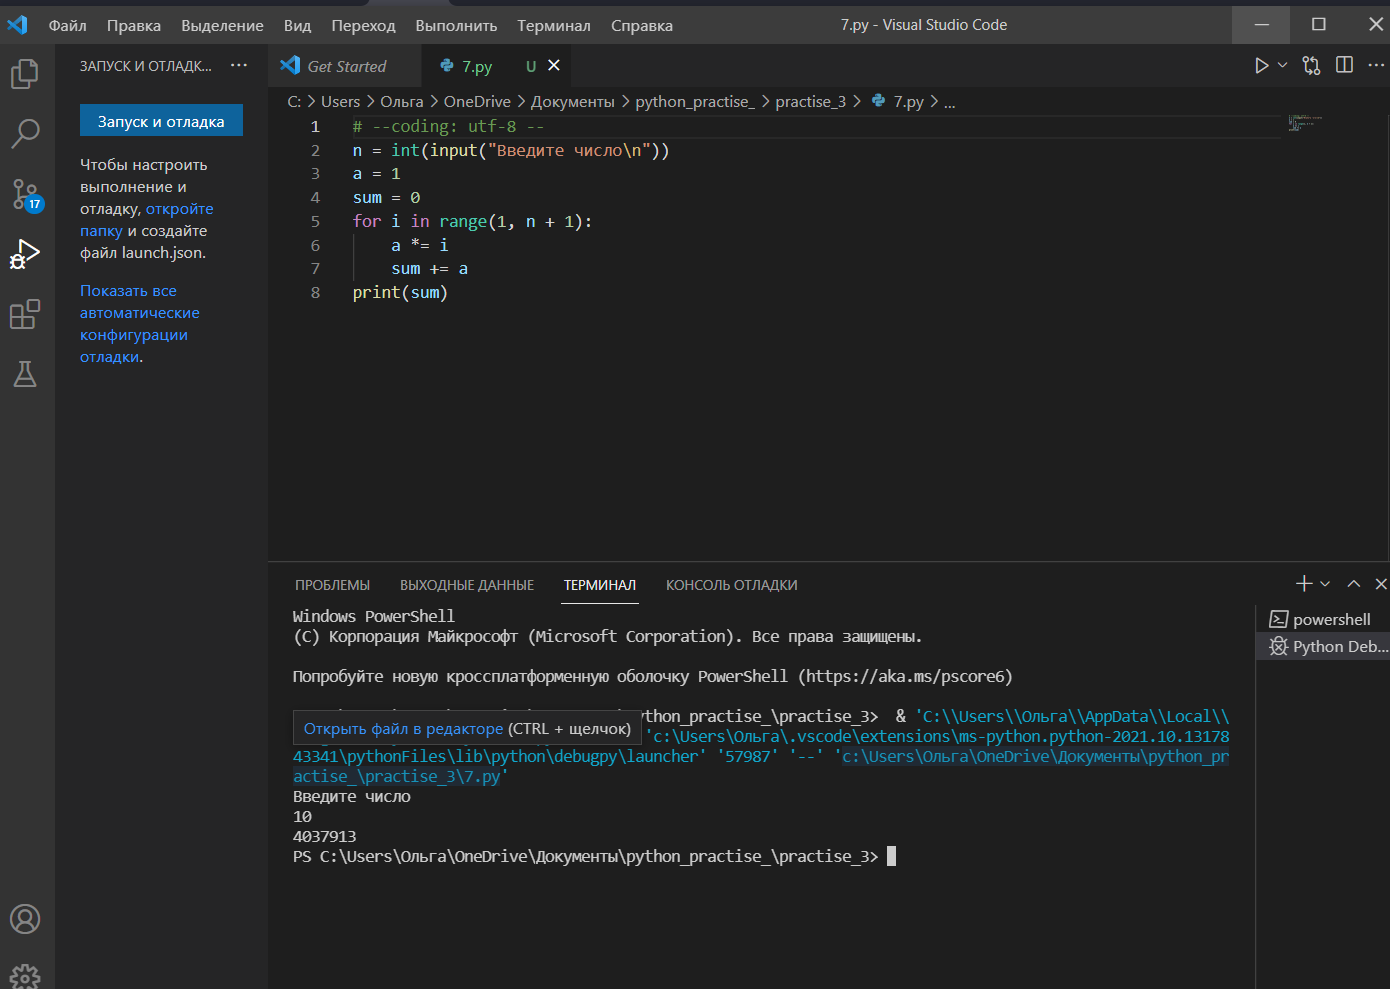 Файл Правка Выделение Вид Переход Выполнить Терминал Справка 7.py - Visual Studio Code
ЗАПУСК И ОТЛАДК... ...
Get Started 7.py U
Запуск и отладка
Чтобы настроить
выполнение и
отладку, откройте
папку и создайте
файл launch.json.
Показать все
автоматические
конфигурации
отладки.
17
C: > Users > Ольга > OneDrive > Документы > python_practise_ > practise_3 > 7.py > ...
1 # --coding: utf-8 --
2 n = int(input("Введите число\n"))
3 a = 1
4 sum = 0
5 for i in range(1, n + 1):
6 a *= i
7 sum += a
8 print(sum)
ПРОБЛЕМЫ ВЫХОДНЫЕ ДАННЫЕ ТЕРМИНАЛ КОНСОЛЬ ОТЛАДКИ
Windows PowerShell
(C) Корпорация Майкрософт (Microsoft Corporation). Все права защищены.
Попробуйте новую кроссплатформенную оболочку PowerShell (https://aka.ms/pscore6)
ython_practise_\practise_3> & 'C:\\Users\\Ольга\\AppData\\Local\\
Открыть файл в редакторе (CTRL + щелчок)
'c:\Users\Ольга\.vscode\extensions\ms-python.python-2021.10.13178
43341\pythonFiles\lib\python\debugpy\launcher' '57987' '--' 'c:\Users\Ольга\OneDrive\Документы\python_pr
actise_\practise_3\7.py'
Введите число
10
4037913
PS C:\Users\Ольга\OneDrive\Документы\python_practise_\practise_3>
powershell
Python Deb...